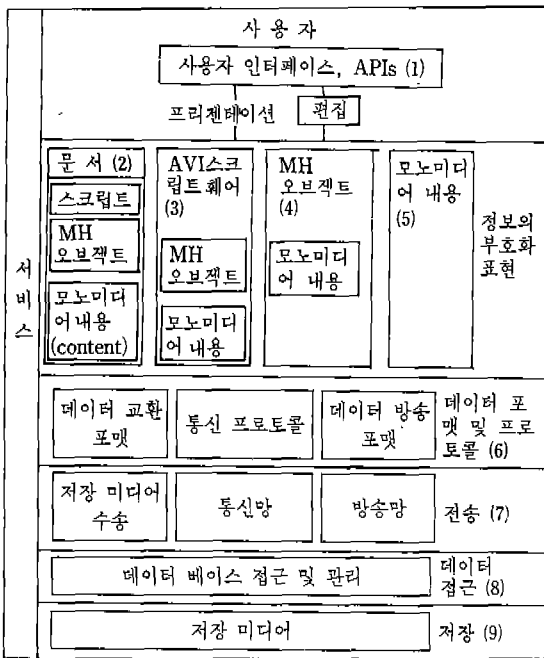 사 용 자
사용자 인터페이스, APIs (1)
프리젠테이션
편집
문 서 (2)
스크립트
MH
오브젝트
모노미디
어내용
(content)
AVI스크
립트웨어
(3)
MH
오브젝트
모노미디
어 내용
MH
오브젝트
(4)
모노미디어
내용
모노미디
어 내용
(5)
정보의
부호화
표현
서
비
스
데이터 교환
포맷
통신 프로토콜
데이터 방송
포맷
데이터 포
맷 및 프로
토콜 (6)
저장 미디어
수송
통신망
방송망
전송 (7)
데이터 베이스 접근 및 관리
데이터
접근 (8)
저장 미디어
저장 (9)